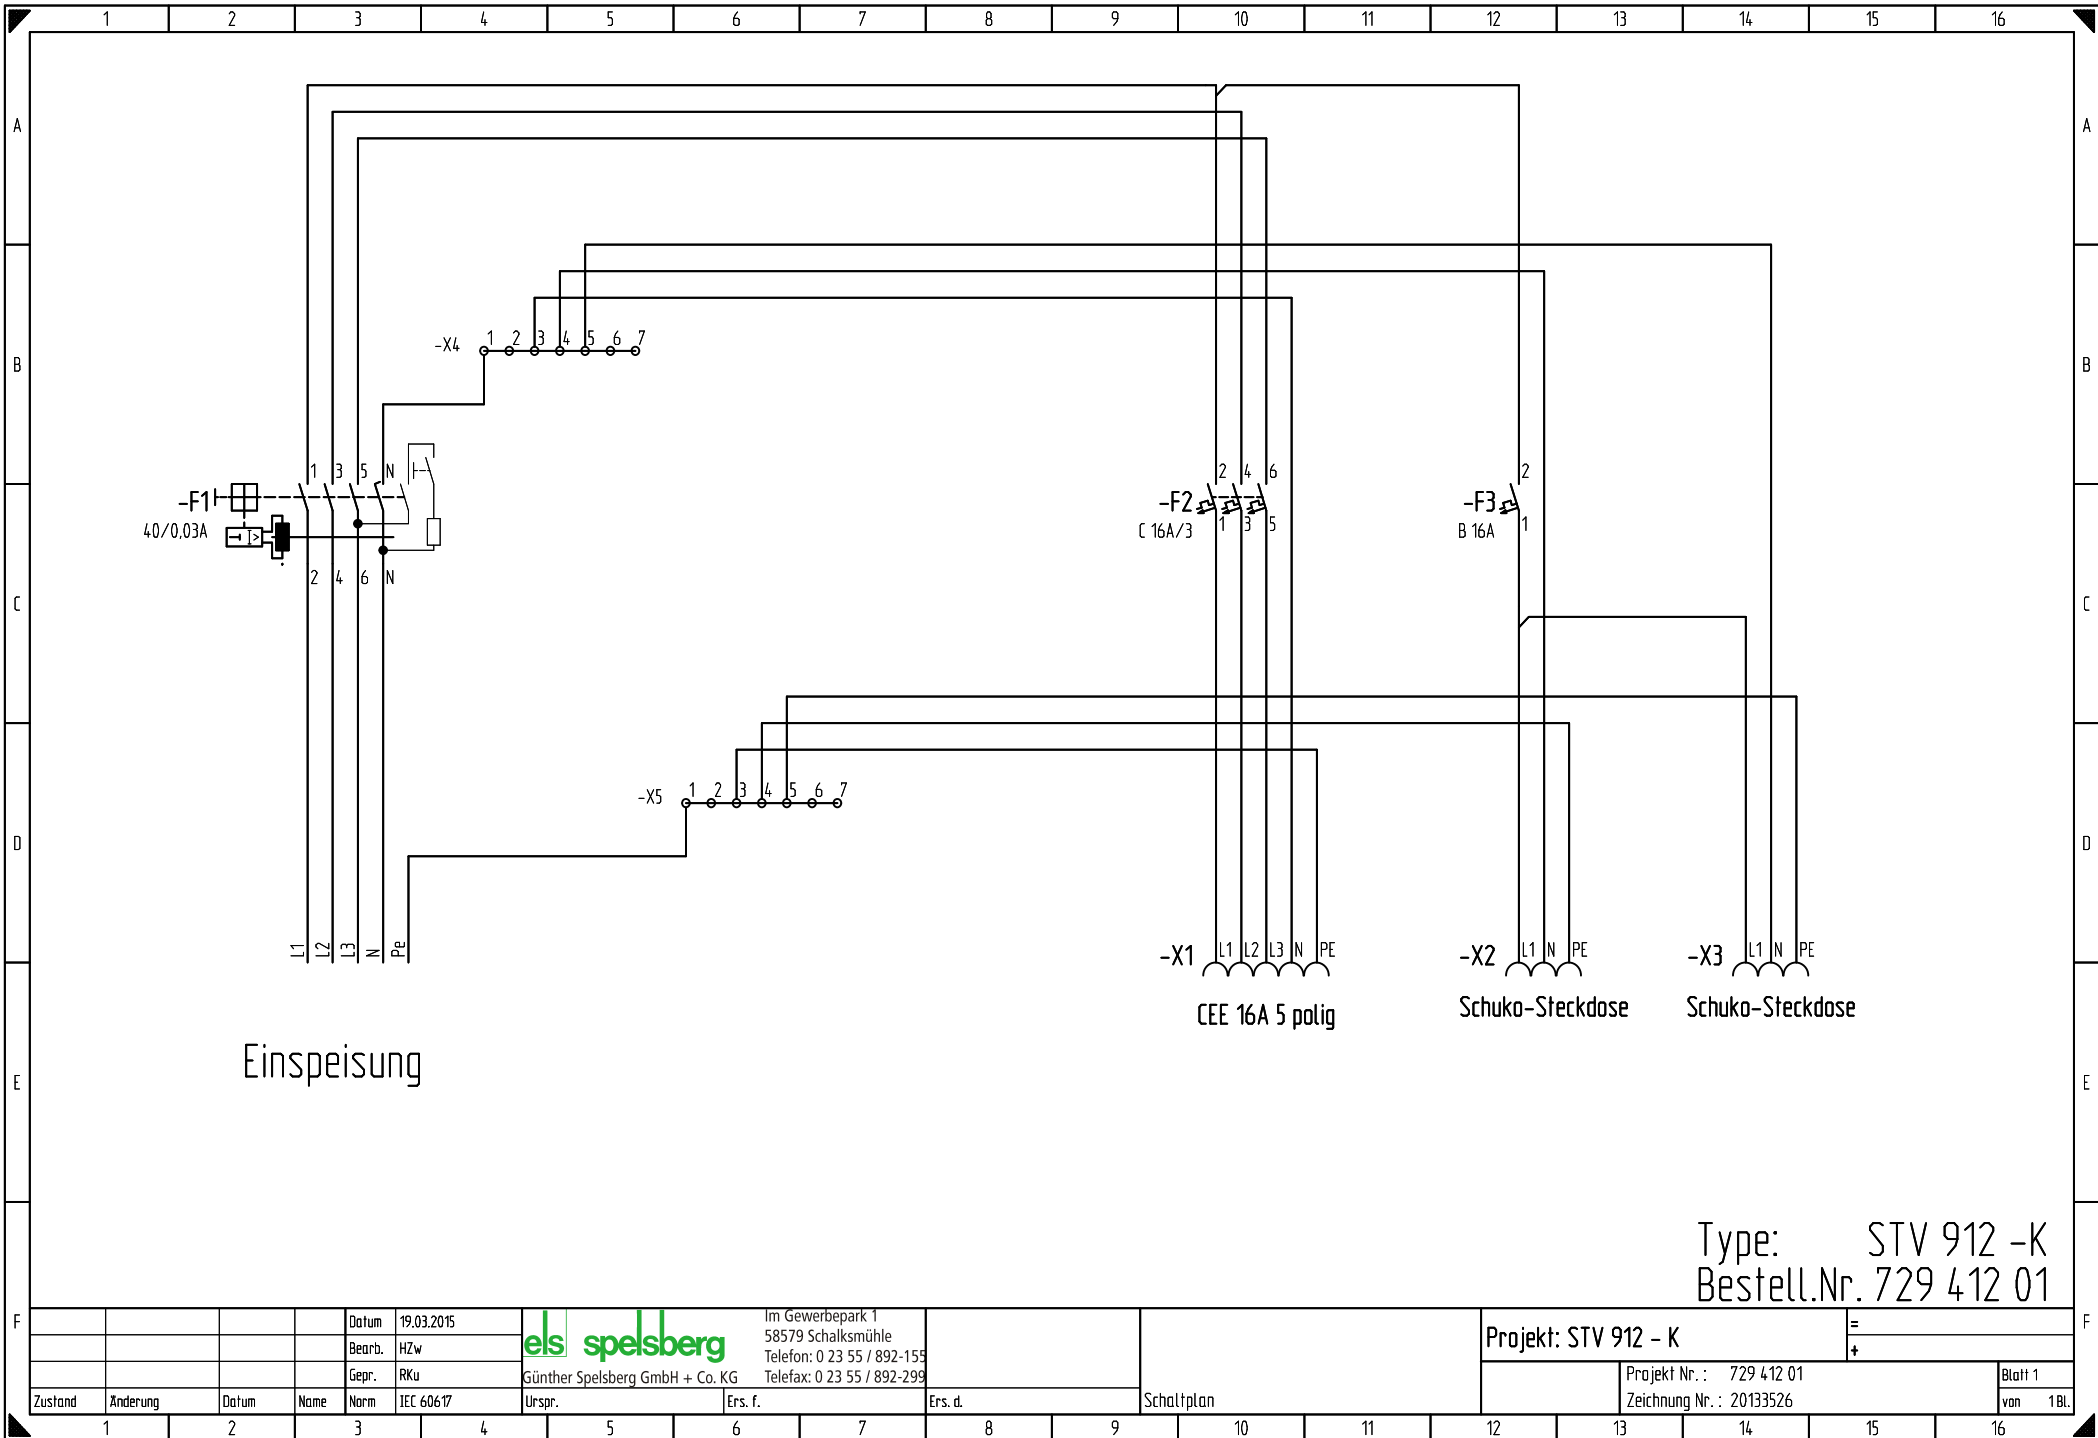 1 2 3 4 5 6 7 8 9 10 11 12 13 14 15 16
A A
B B
C C
D D
E E
F F
-X4 1 2 3 4 5 6 7
1 3 5 N
-F1
40/0,03A
2 4 6 N
2 4 6
-F2
C 16A/3
1 3 5
2
-F3
B 16A
1
-X5 1 2 3 4 5 6 7
L1 L2 L3 N Pe
-X1 L1 L2 L3 N PE
CEE 16A 5 polig
-X2 L1 N PE
Schuko-Steckdose
-X3 L1 N PE
Schuko-Steckdose
Einspeisung
Type: STV 912 -K
Bestell.Nr. 729 412 01
Datum 19.03.2015
Bearb. HZw
Gepr. RKu
Zustand Änderung Datum Name Norm IEC 60617
els spelsberg
Günther Spelsberg GmbH + Co. KG
Im Gewerbepark 1
58579 Schalksmühle
Telefon: 0 23 55 / 892-155
Telefax: 0 23 55 / 892-299
Urspr. Ers. f. Ers. d.
Schaltplan
Projekt: STV 912 - K
=
+
Projekt Nr. : 729 412 01
Zeichnung Nr. : 20133526
Blatt 1
von 1 Bl.
1 2 3 4 5 6 7 8 9 10 11 12 13 14 15 16